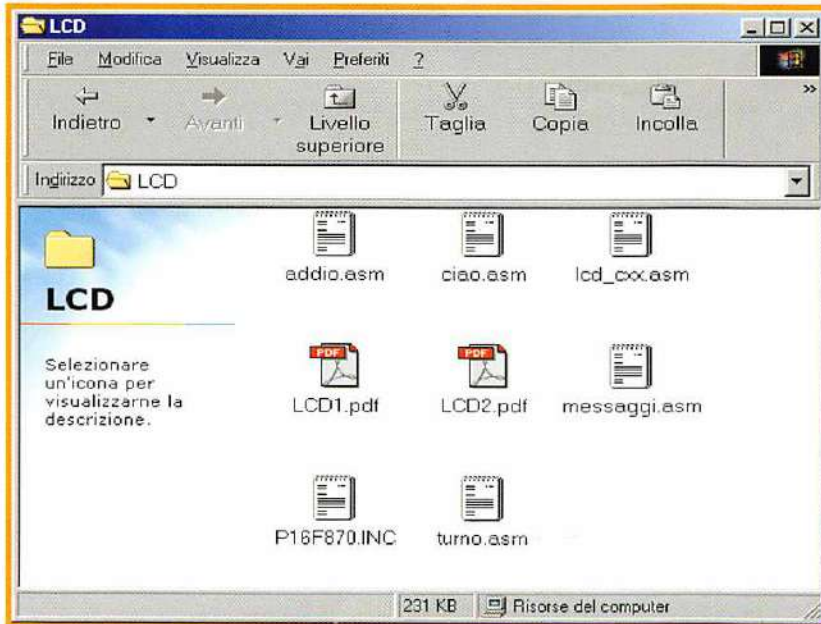 LCD
File Modifica Visualizza Vai Preferiti ?
Indietro Avanti Livello superiore Taglia Copia Incolla »
Indirizzo LCD
LCD
Selezionare
un'icona per
visualizzarne la
descrizione.
addio.asm ciao.asm lcd_cxx.asm
PDF PDF
LCD1.pdf LCD2.pdf messaggi.asm
P16F870.INC turno.asm
231 KB Risorse del computer